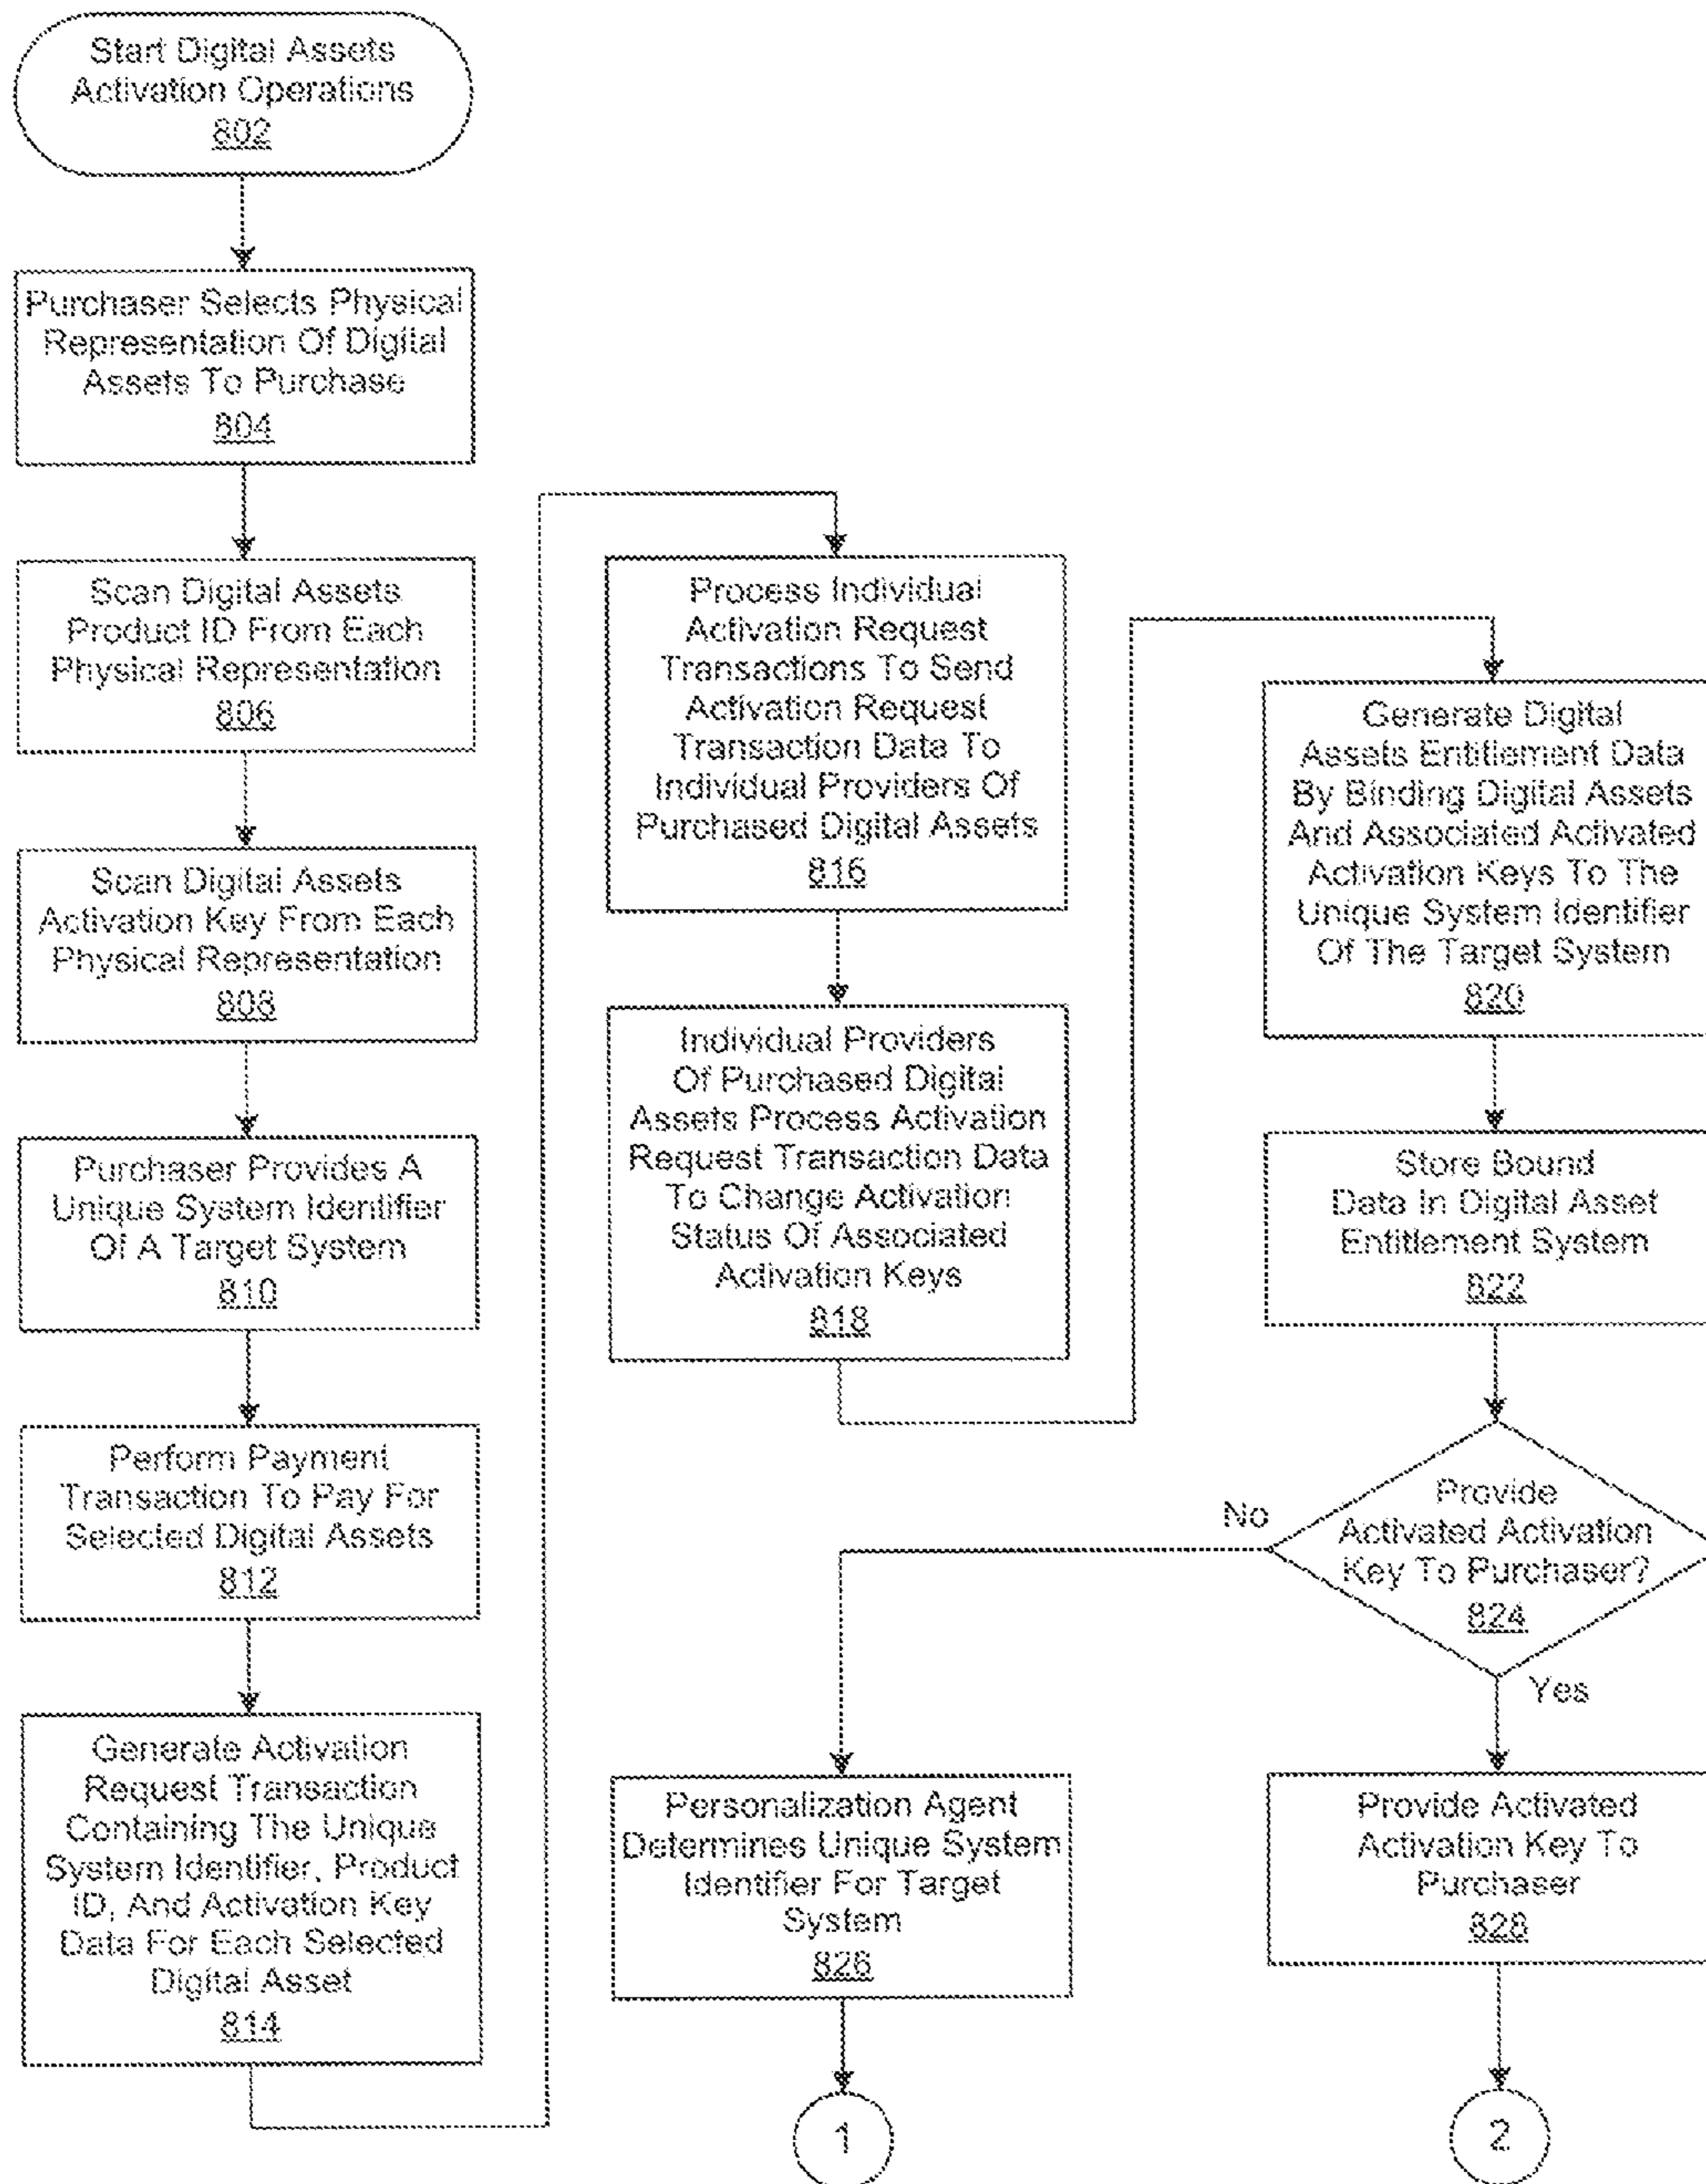 Start Digital Assets
Activation Operations
802
Purchaser Selects Physical
Representation Of Digital
Assets To Purchase
804
Scan Digital Assets
Product ID From Each
Physical Representation
806
Scan Digital Assets
Activation Key From Each
Physical Representation
808
Purchaser Provides A
Unique System Identifier
Of A Target System
810
Perform Payment
Transaction To Pay For
Selected Digital Assets
812
Generate Activation
Request Transaction
Containing The Unique
System Identifier, Product
ID, And Activation Key
Data For Each Selected
Digital Asset
814
Process Individual
Activation Request
Transactions To Send
Activation Request
Transaction Data To
Individual Providers Of
Purchased Digital Assets
816
Individual Providers
Of Purchased Digital
Assets Process Activation
Request Transaction Data
To Change Activation
Status Of Associated
Activation Keys
818
Generate Digital
Assets Entitlement Data
By Binding Digital Assets
And Associated Activated
Activation Keys To The
Unique System Identifier
Of The Target System
820
Store Bound
Data In Digital Asset
Entitlement System
822
Provide
Activated Activation
Key To Purchaser?
824
No
Yes
Personalization Agent
Determines Unique System
Identifier For Target
System
826
Provide Activated
Activation Key To
Purchaser
828
1
2